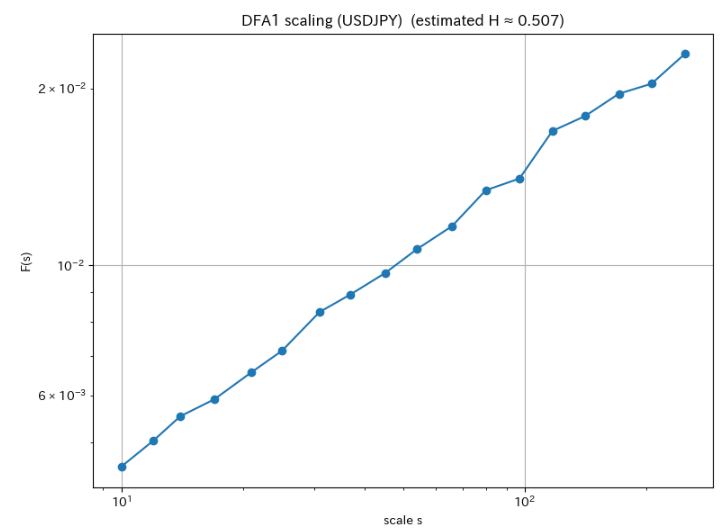 DFA1 scaling (USDJPY)  (estimated H ≈ 0.507)
F(s)
2 × 10⁻²
10⁻²
6 × 10⁻³
10¹
10²
scale s